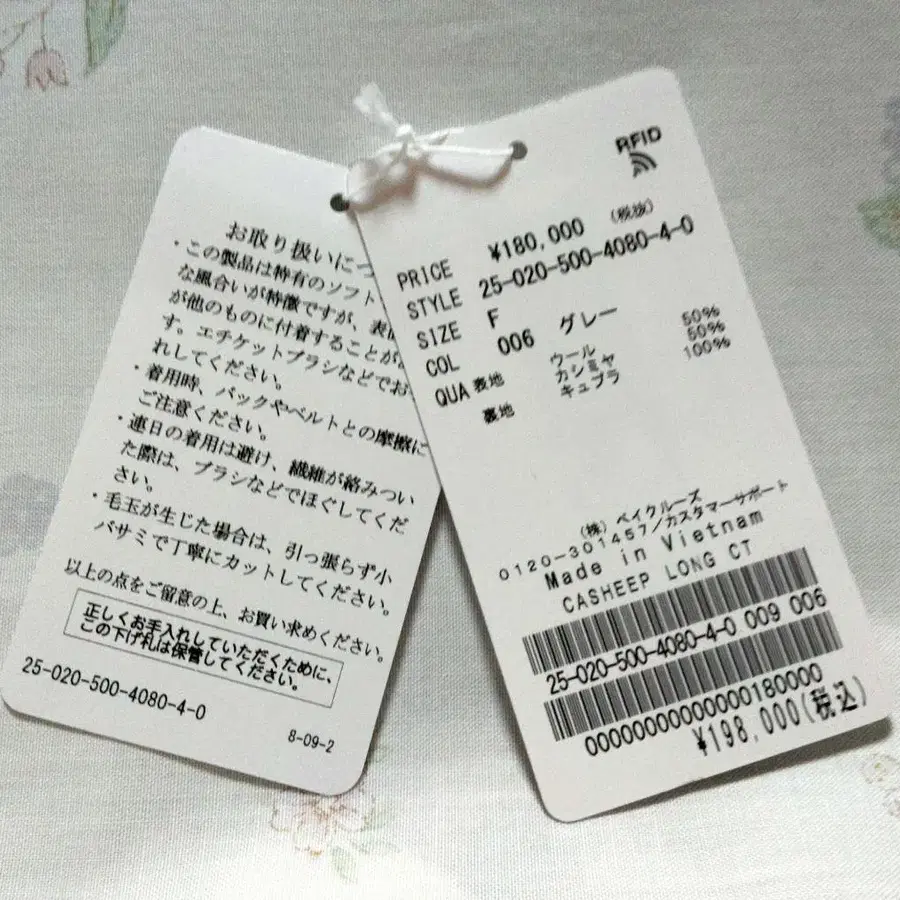 お取り扱いにつ
・この製品は特有のソフト
な風合いが特徴ですが、表面
が他のものに付着することが
す。エチケットブラシなどでお
れしてください。
・着用時、バックやベルトとの摩擦に
ご注意ください。
・連日の着用は避け、繊維が絡みつい
た際は、ブラシなどでほぐしてくだ
さい。
・毛玉が生じた場合は、引っ張らず小
バサミで丁寧にカットしてください。
以上の点をご留意の上、お買い求めください。
正しくお手入れしていただくために、
この下げ札は保管してください。
25-020-500-4080-4-0
8-09-2
RFID
PRICE ¥180,000 (税抜)
STYLE 25-020-500-4080-4-0
SIZE F
COL 006 グレー
QUA 表地 ウール 50%
カシミヤ 50%
裏地 キュプラ 100%
(株) ベイクルーズ
0120-301457/カスタマーサポート
Made in Vietnam
CASHEEP LONG CT
25-020-500-4080-4-0 009 006
00000000000000180000
¥198,000(税込)